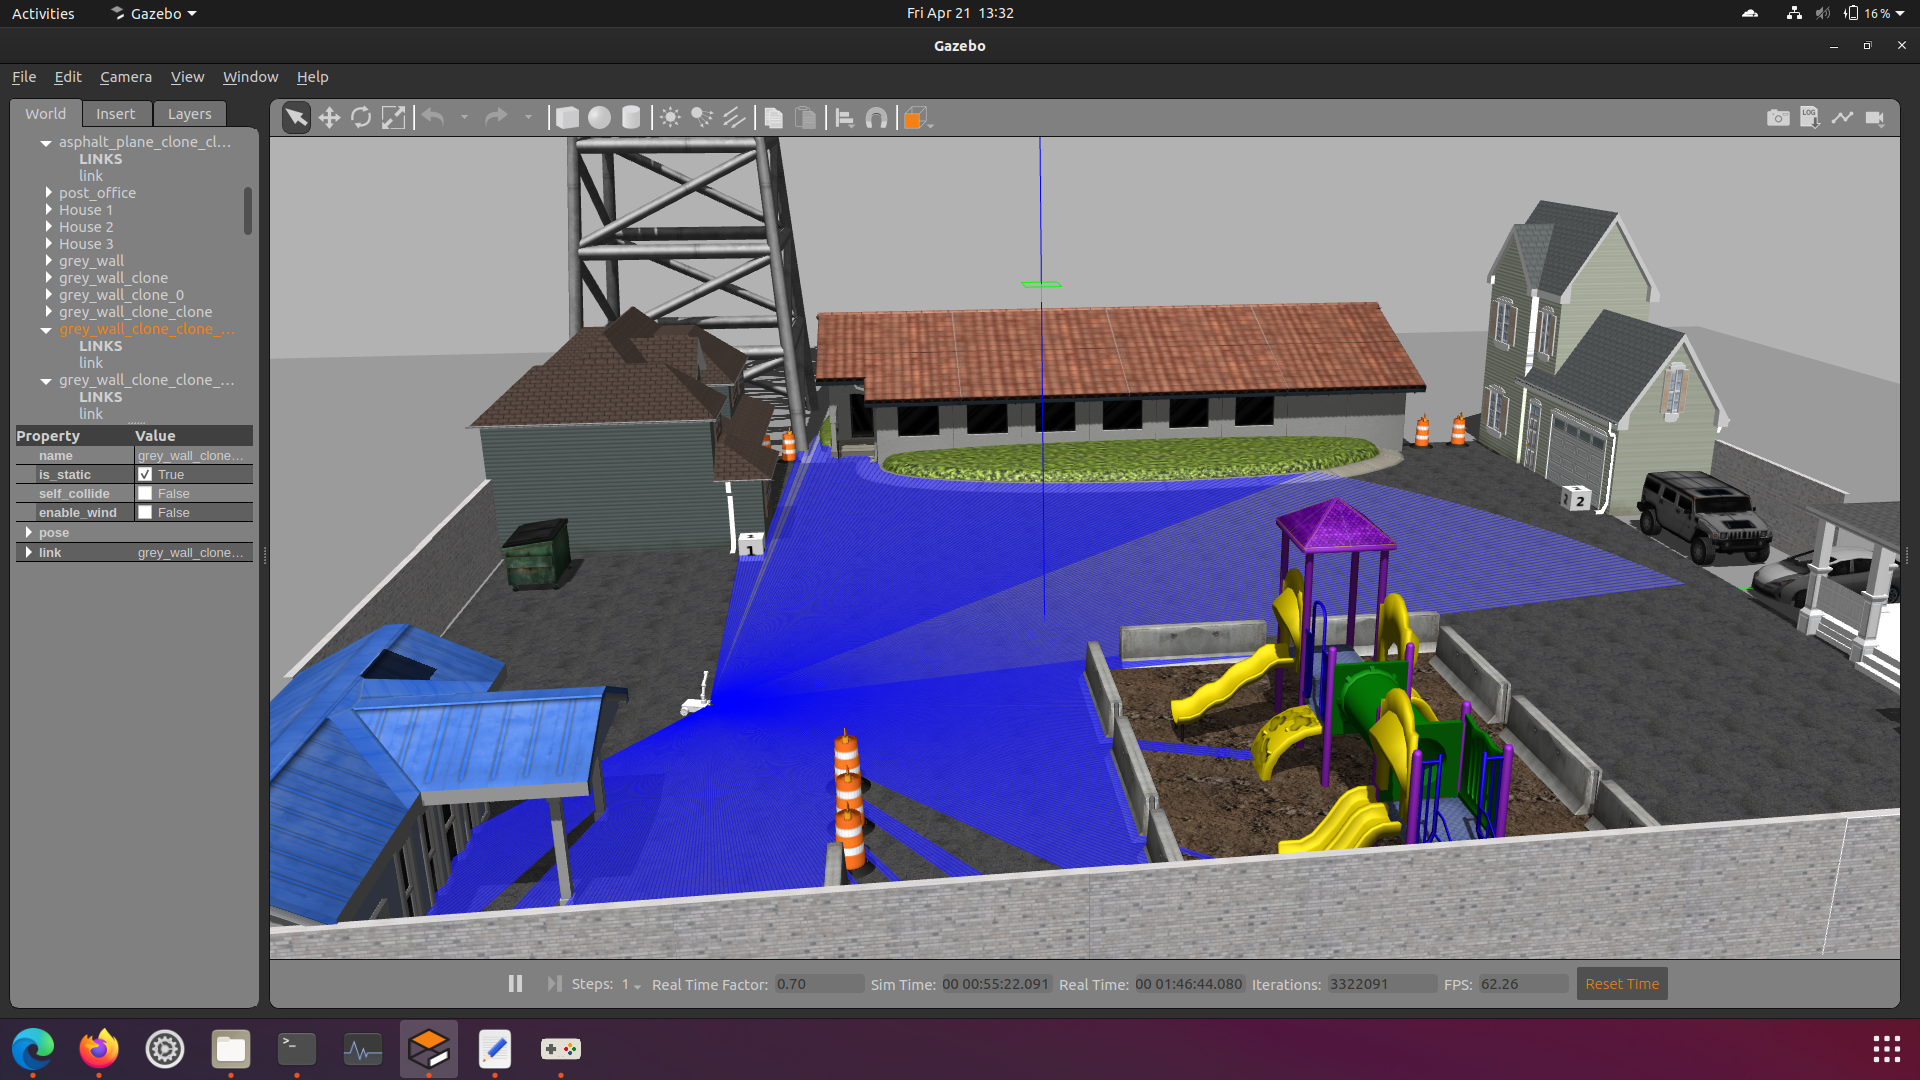 Activities Gazebo Fri Apr 21 13:32 16 %
Gazebo
File Edit Camera View Window Help
World Insert Layers
LOG
asphalt_plane_clone_cl...
LINKS
link
post_office
House 1
House 2
House 3
grey_wall
grey_wall_clone
grey_wall_clone_0
grey_wall_clone_clone
grey_wall_clone_clone_...
LINKS
link
grey_wall_clone_clone_...
LINKS
link
Property Value
name grey_wall_clone...
is_static True
self_collide False
enable_wind False
pose
link grey_wall_clone...
2
1
Steps: 1 Real Time Factor: 0.70 Sim Time: 00 00:55:22.091 Real Time: 00 01:46:44.080 Iterations: 3322091 FPS: 62.26 Reset Time